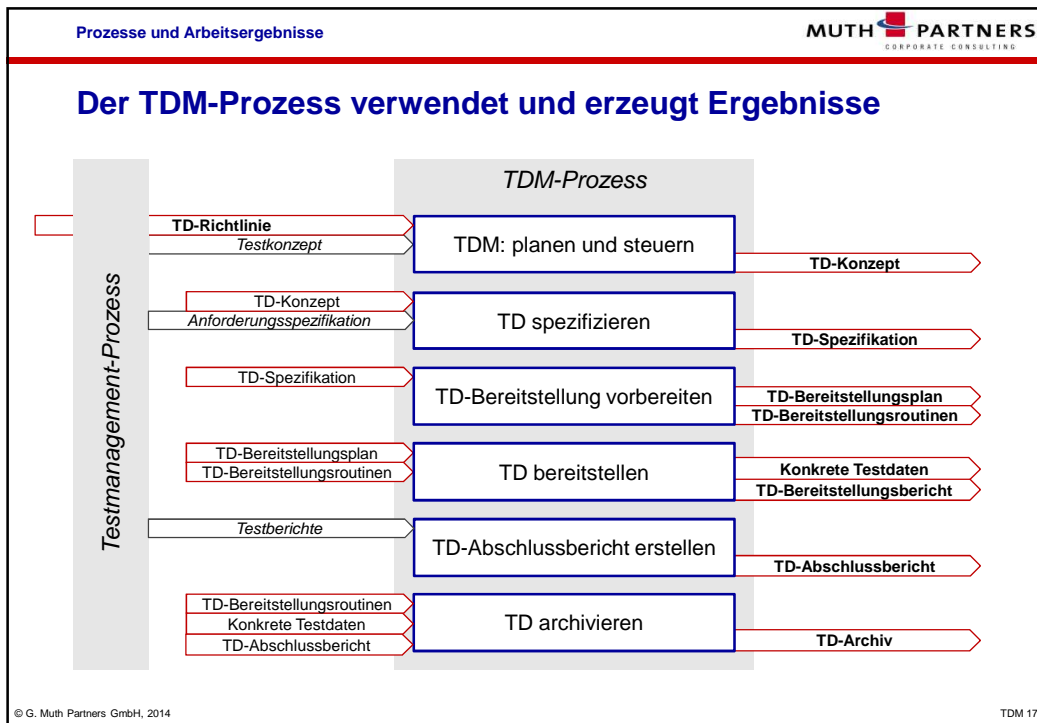 Prozesse und Arbeitsergebnisse
MUTH PARTNERS
CORPORATE CONSULTING
Der TDM-Prozess verwendet und erzeugt Ergebnisse
Testmanagement-Prozess
TDM-Prozess
TD-Richtlinie
Testkonzept
TDM: planen und steuern
TD-Konzept
TD-Konzept
Anforderungsspezifikation
TD spezifizieren
TD-Spezifikation
TD-Spezifikation
TD-Bereitstellung vorbereiten
TD-Bereitstellungsplan
TD-Bereitstellungsroutinen
TD-Bereitstellungsplan
TD-Bereitstellungsroutinen
TD bereitstellen
Konkrete Testdaten
TD-Bereitstellungsbericht
Testberichte
TD-Abschlussbericht erstellen
TD-Abschlussbericht
TD-Bereitstellungsroutinen
Konkrete Testdaten
TD-Abschlussbericht
TD archivieren
TD-Archiv
© G. Muth Partners GmbH, 2014
TDM 17